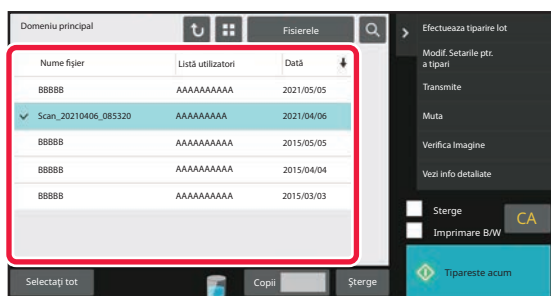 Domeniu principal
Fisierele
Nume fișier Listă utilizatori Dată
BBBBB AAAAAAAAAA 2021/05/05
Scan_20210406_085320 AAAAAAAAA 2021/04/06
BBBBB AAAAAAAAAA 2015/05/05
BBBBB AAAAAAAAAA 2015/04/04
BBBBB AAAAAAAAAA 2015/03/03
Selectați tot
Copii
Șterge
Efectueaza tiparire lot
Modif. Setarile ptr.
a tipari
Transmite
Muta
Verifica Imagine
Vezi info detaliate
Sterge
Imprimare B/W
CA
Tipareste acum